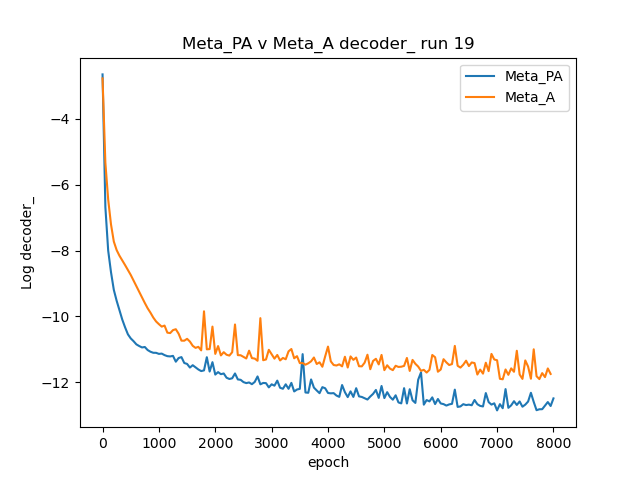 Meta_PA v Meta_A decoder_ run 19
Meta_PA
Meta_A
Log decoder_
−4
−6
−8
−10
−12
0
1000
2000
3000
4000
5000
6000
7000
8000
epoch